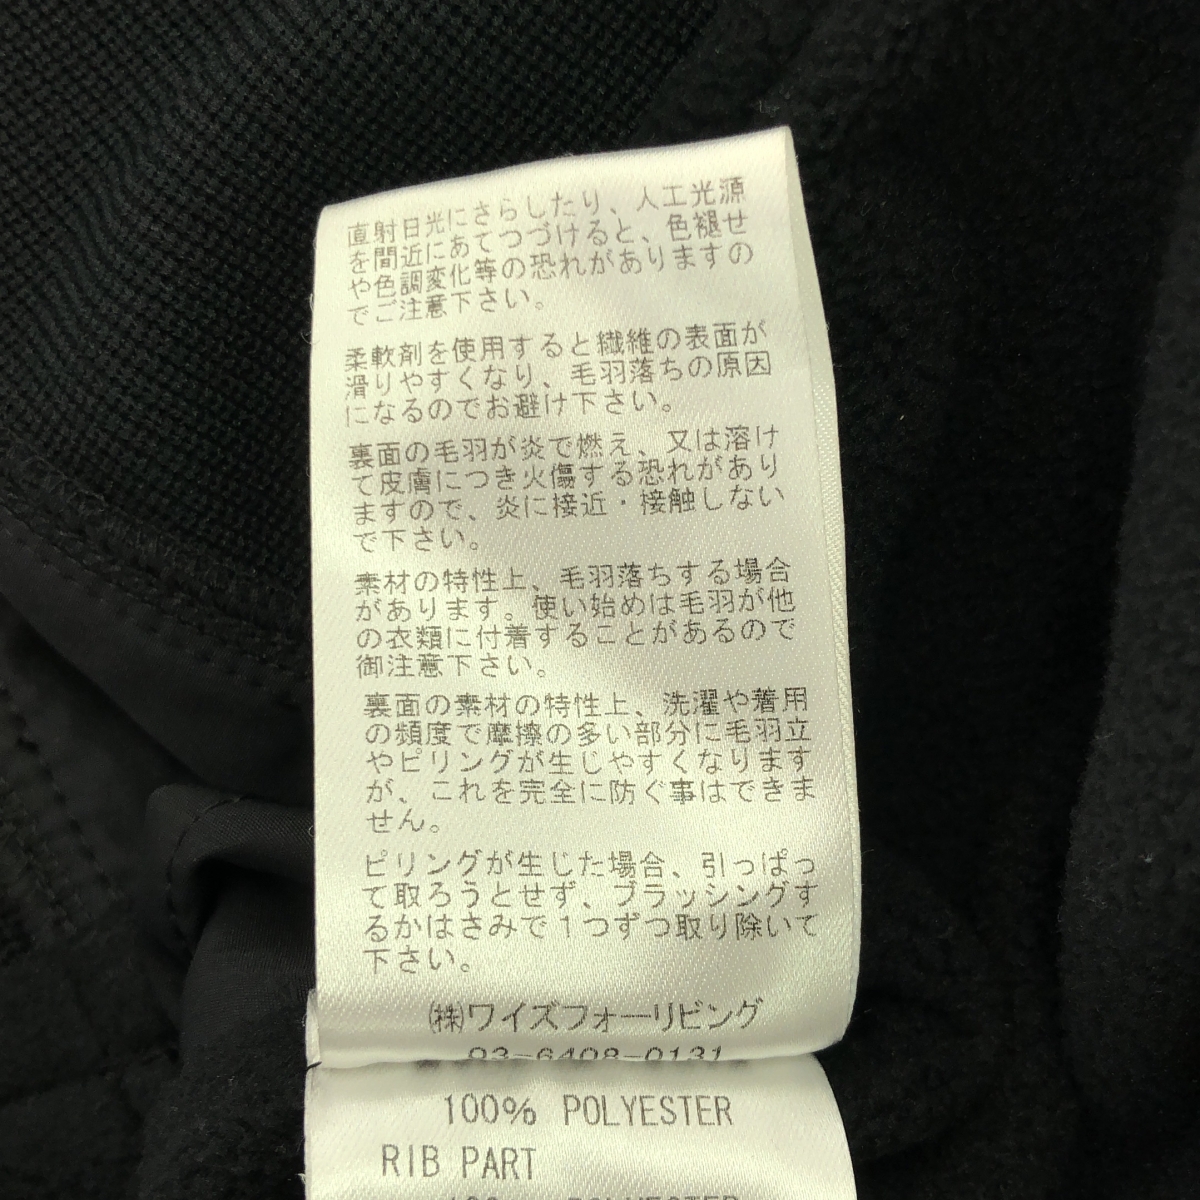 直射日光にさらしたり、人工光源
を間近にあてつづけると、色褪せ
や色調変化等の恐れがありますの
でご注意下さい。
柔軟剤を使用すると繊維の表面が
滑りやすくなり、毛羽落ちの原因
になるのでお避け下さい。
裏面の毛羽が炎で燃え、又は溶け
て皮膚につき火傷する恐れがあり
ますので、炎に接近・接触しない
で下さい。
素材の特性上、毛羽落ちする場合
があります。使い始めは毛羽が他
の衣類に付着することがあるので
御注意下さい。
裏面の素材の特性上、洗濯や着用
の頻度で摩擦の多い部分に毛羽立
やピリングが生じやすくなります
が、これを完全に防ぐ事はできま
せん。
ピリングが生じた場合、引っぱっ
て取ろうとせず、ブラッシングす
るかはさみで1つずつ取り除いて
下さい。
㈱ワイズフォーリビング
03-6408-0131
100% POLYESTER
RIB PART
100% POLYESTER